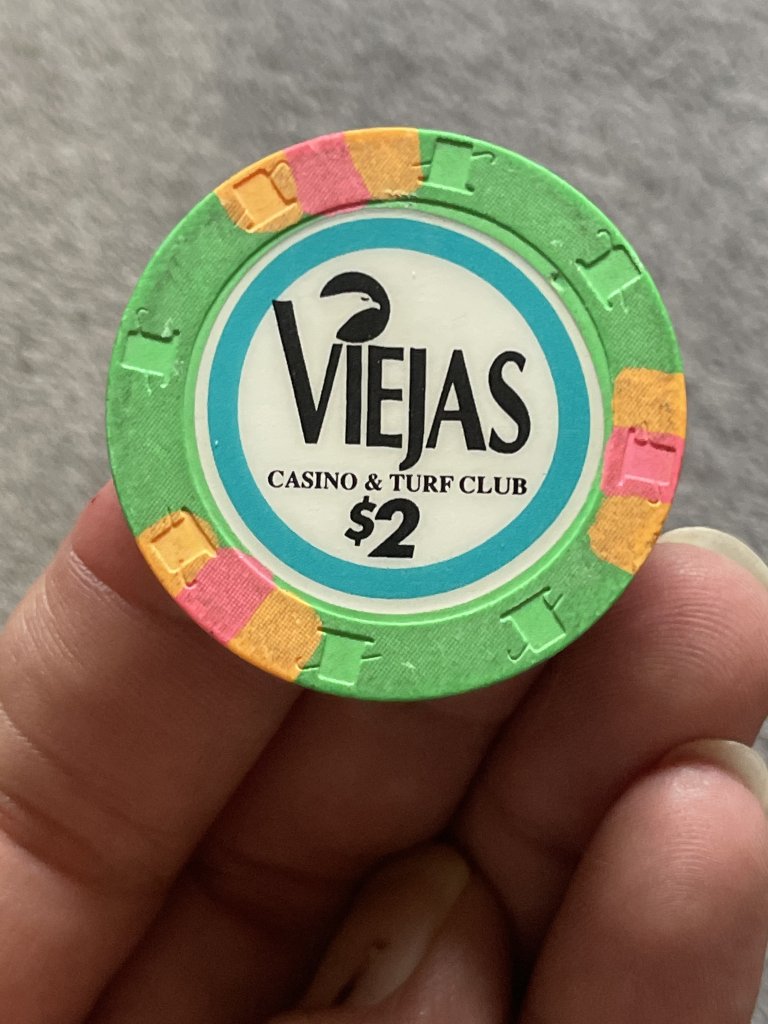 VIEJAS
CASINO & TURF CLUB
$2